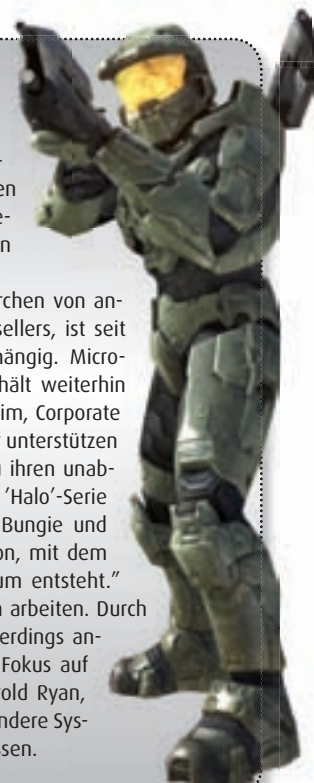 -
en
e-
n
rchen von an-
sellers, ist seit
hängig. Micro-
hält weiterhin
im, Corporate
unterstützen
ihren unab-
'Halo'-Serie
Bungie und
on, mit dem
um entsteht."
arbeiten. Durch
erdings an-
Fokus auf
old Ryan,
ndere Sys-
ssen.